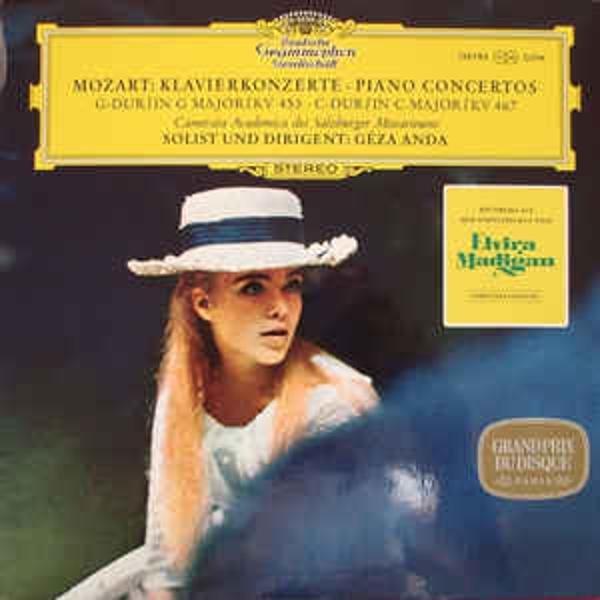 Deutsche
Grammophon
Gesellschaft
STEREO
MOZART: KLAVIERKONZERTE · PIANO CONCERTOS
G-DUR/IN G MAJOR/KV 453 · C-DUR/IN C MAJOR/KV 467
Camerata Academica des Salzburger Mozarteums
SOLIST UND DIRIGENT: GÉZA ANDA
STEREO
Elvira
Madigan
GRAND PRIX
DU DISQUE